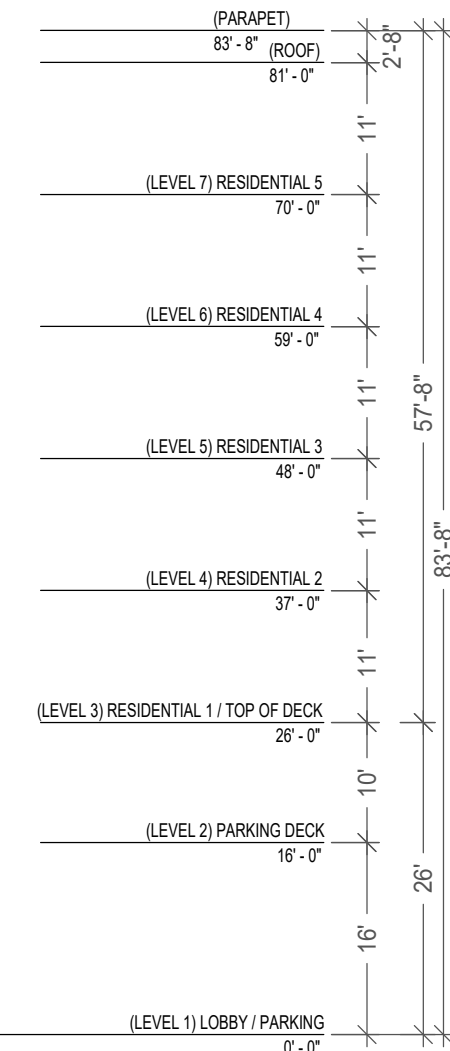 (PARAPET)
83' - 8"
2'-8"
(ROOF)
81' - 0"
11'
(LEVEL 7) RESIDENTIAL 5
70' - 0"
11'
(LEVEL 6) RESIDENTIAL 4
59' - 0"
11'
57'-8"
(LEVEL 5) RESIDENTIAL 3
48' - 0"
11'
83'-8"
(LEVEL 4) RESIDENTIAL 2
37' - 0"
11'
(LEVEL 3) RESIDENTIAL 1 / TOP OF DECK
26' - 0"
10'
(LEVEL 2) PARKING DECK
16' - 0"
26'
16'
(LEVEL 1) LOBBY / PARKING
0' - 0"